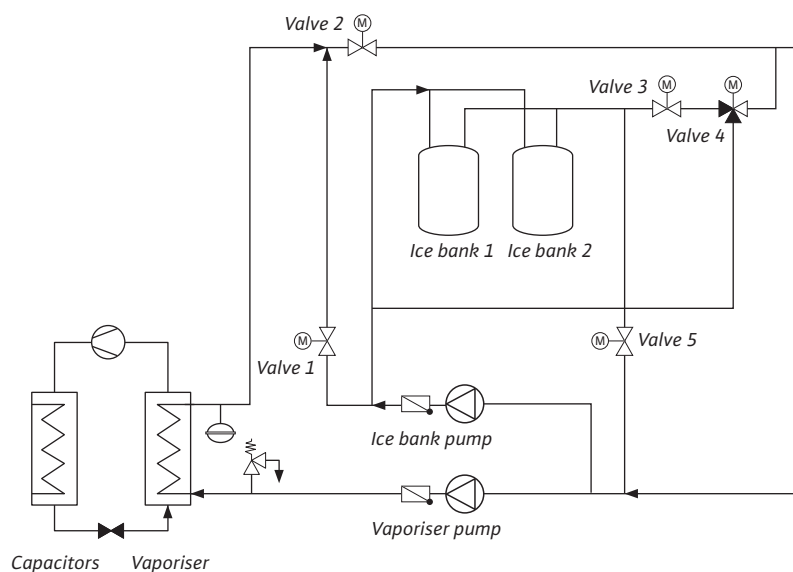 Valve 2
M
Valve 3
M
M
Valve 4
Ice bank 1
Ice bank 2
M
Valve 1
M
Valve 5
Ice bank pump
Vaporiser pump
Capacitors
Vaporiser